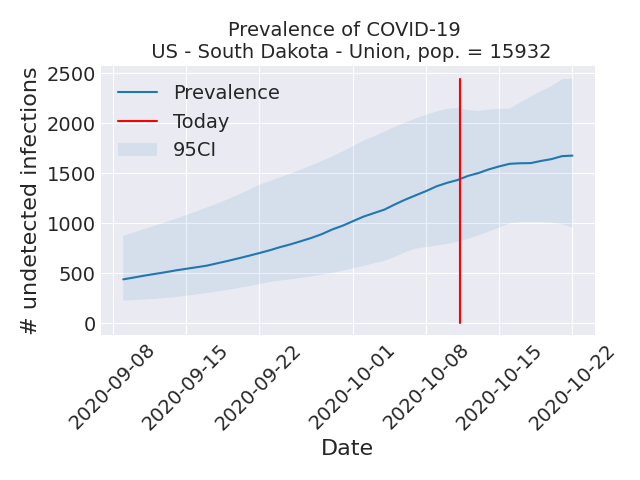 Prevalence of COVID-19
US - South Dakota - Union, pop. = 15932
# undetected infections
2500
2000
1500
1000
500
0
Prevalence
Today
95CI
2020-09-08
2020-09-15
2020-09-22
2020-10-01
2020-10-08
2020-10-15
2020-10-22
Date